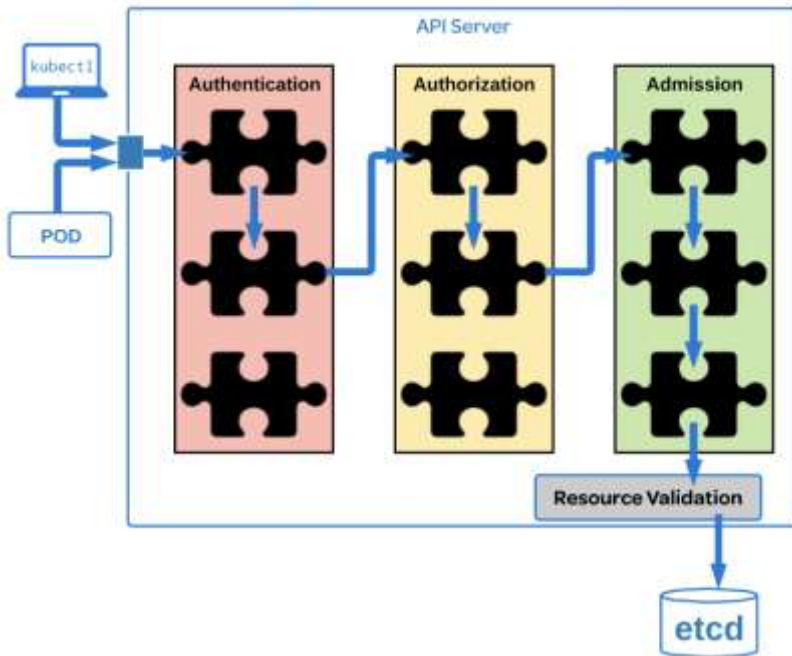 API Server
kubectl
Authentication
Authorization
Admission
POD
Resource Validation
etcd